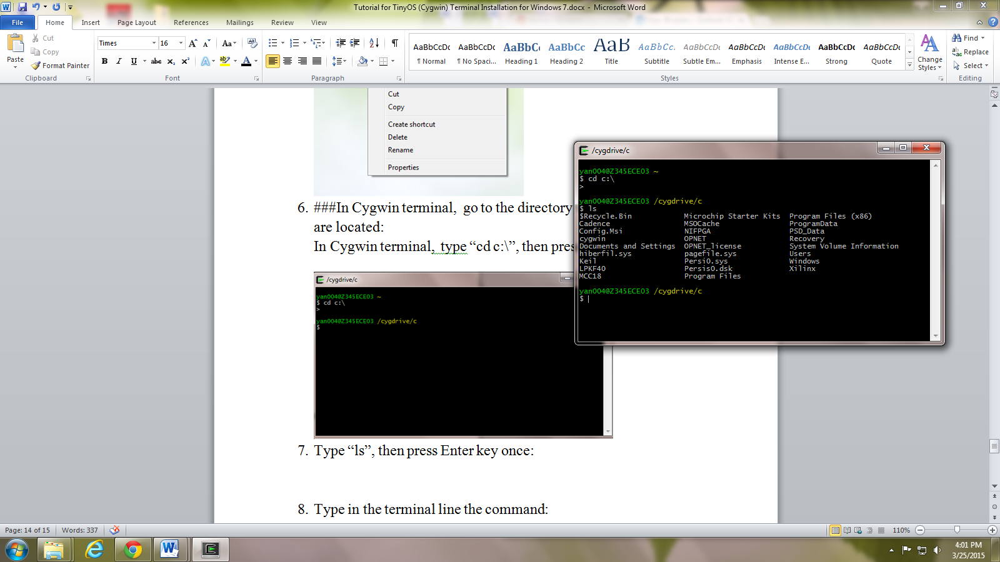 Tutorial for TinyOS (Cygwin) Terminal Installation for Windows 7.docx - Microsoft Word
File Home Insert Page Layout References Mailings Review View
Paste
Cut
Copy
Format Painter
Clipboard
Times 16
Font
Paragraph
AaBbCcDc AaBbCcDc AaBbCc AaBbCc AaB AaBbCc. AaBbCcDc AaBbCcDc AaBbCcDc AaBbCcDc AaBbCcDc
¶ Normal ¶ No Spaci... Heading 1 Heading 2 Title Subtitle Subtle Em... Emphasis Intense E... Strong Quote
Change Styles
Styles
Find
Replace
Select
Editing
Cut
Copy
Create shortcut
Delete
Rename
Properties
6. ###In Cygwin terminal, go to the directory
are located:
In Cygwin terminal, type “cd c:\”, then pres
/cygdrive/c
yan004@Z345ECE03 ~
$ cd c:\
>
yan004@Z345ECE03 /cygdrive/c
$
7. Type “ls”, then press Enter key once:
8. Type in the terminal line the command:
/cygdrive/c
yan004@Z345ECE03 ~
$ cd c:\
>
yan004@Z345ECE03 /cygdrive/c
$ ls
$Recycle.Bin Microchip Starter Kits Program Files (x86)
Cadence MSOCache ProgramData
Config.Msi NIFPGA PSD_Data
cygwin OPNET Recovery
Documents and Settings OPNET_license System Volume Information
hiberfil.sys pagefile.sys Users
Keil Persi0.sys Windows
LPKF40 Persis0.dsk Xilinx
MCC18 Program Files
yan004@Z345ECE03 /cygdrive/c
$
Page: 14 of 15 Words: 337
110%
4:01 PM
3/25/2015